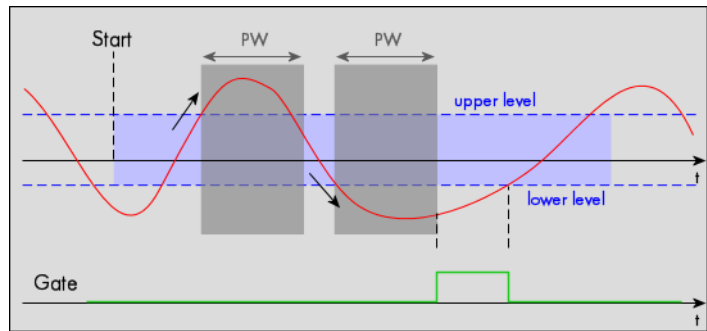 Start
PW
PW
upper level
t
lower level
Gate
t